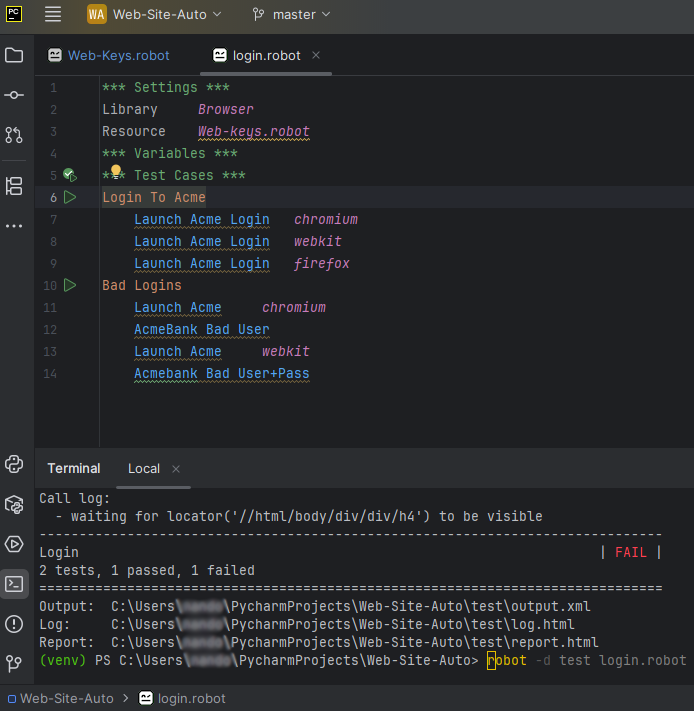 PC
WA Web-Site-Auto master
Web-Keys.robot login.robot
1 *** Settings ***
2 Library Browser
3 Resource Web-keys.robot
4 *** Variables ***
5 *** Test Cases ***
6 Login To Acme
7 Launch Acme Login chromium
8 Launch Acme Login webkit
9 Launch Acme Login firefox
10 Bad Logins
11 Launch Acme chromium
12 AcmeBank Bad User
13 Launch Acme webkit
14 Acmebank Bad User+Pass
Terminal Local
Call log:
- waiting for locator('//html/body/div/div/h4') to be visible
------------------------------------------------------------------------------
Login | FAIL |
2 tests, 1 passed, 1 failed
==============================================================================
Output: C:\Users\ \PycharmProjects\Web-Site-Auto\test\output.xml
Log: C:\Users\ \PycharmProjects\Web-Site-Auto\test\log.html
Report: C:\Users\ \PycharmProjects\Web-Site-Auto\test\report.html
(venv) PS C:\Users\ \PycharmProjects\Web-Site-Auto> robot -d test login.robot
Web-Site-Auto > login.robot